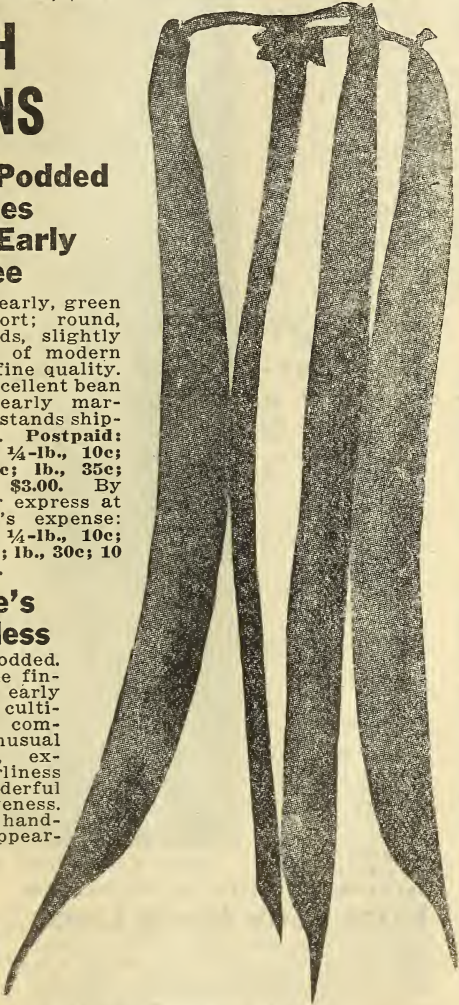 H
NS
Podded
es
Early
ee
early, green
ort; round,
ds, slightly
of modern
fine quality.
xcellent bean
early mar-
stands ship-
. Postpaid:
¼-lb., 10c;
c; lb., 35c;
$3.00. By
r express at
's expense:
¼-lb., 10c;
; lb., 30c; 10
.
e's
less
odded.
e fin-
early
culti-
com-
nusual
ex-
rliness
derful
veness.
hand-
ppear-